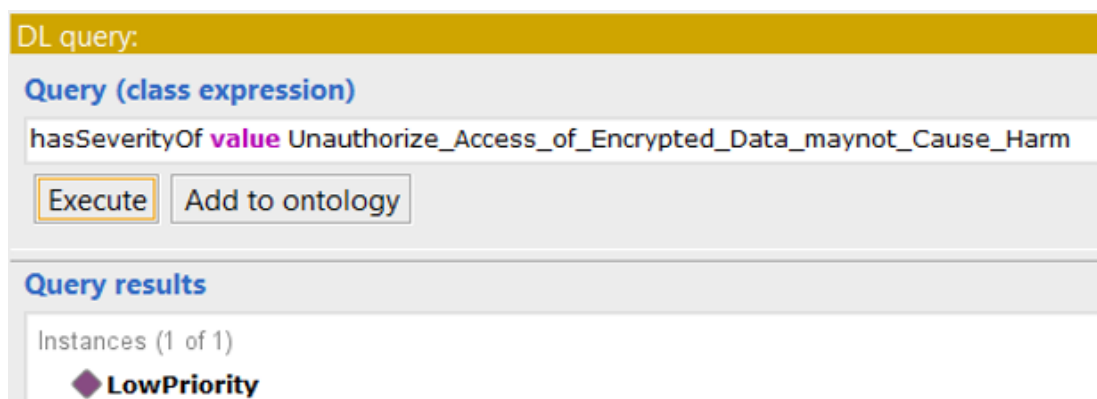 DL query:
Query (class expression)
hasSeverityOf value Unauthorize_Access_of_Encrypted_Data_maynot_Cause_Harm
Execute Add to ontology
Query results
Instances (1 of 1)
LowPriority